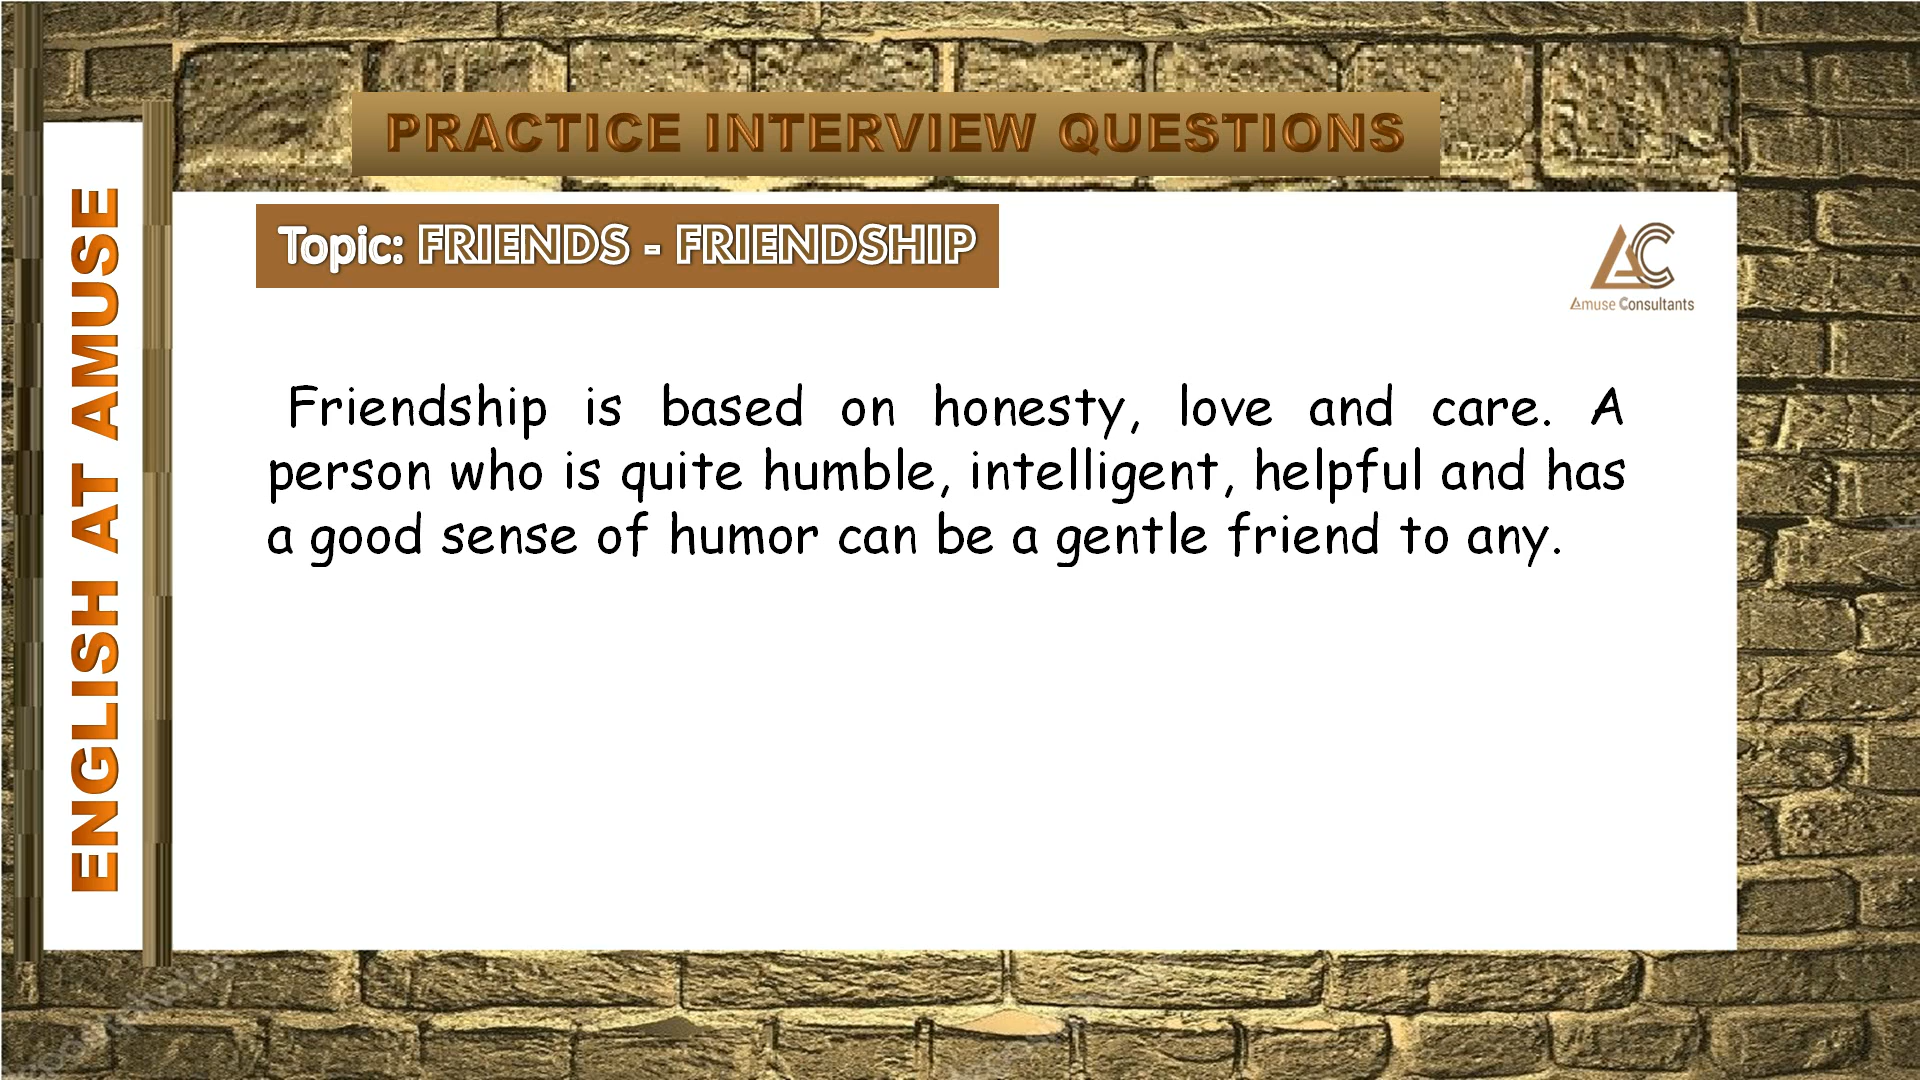 PRACTICE INTERVIEW QUESTIONS
ENGLISH AT AMUSE
Topic: FRIENDS - FRIENDSHIP
AC
Amuse Consultants
Friendship is based on honesty, love and care. A
person who is quite humble, intelligent, helpful and has
a good sense of humor can be a gentle friend to any.